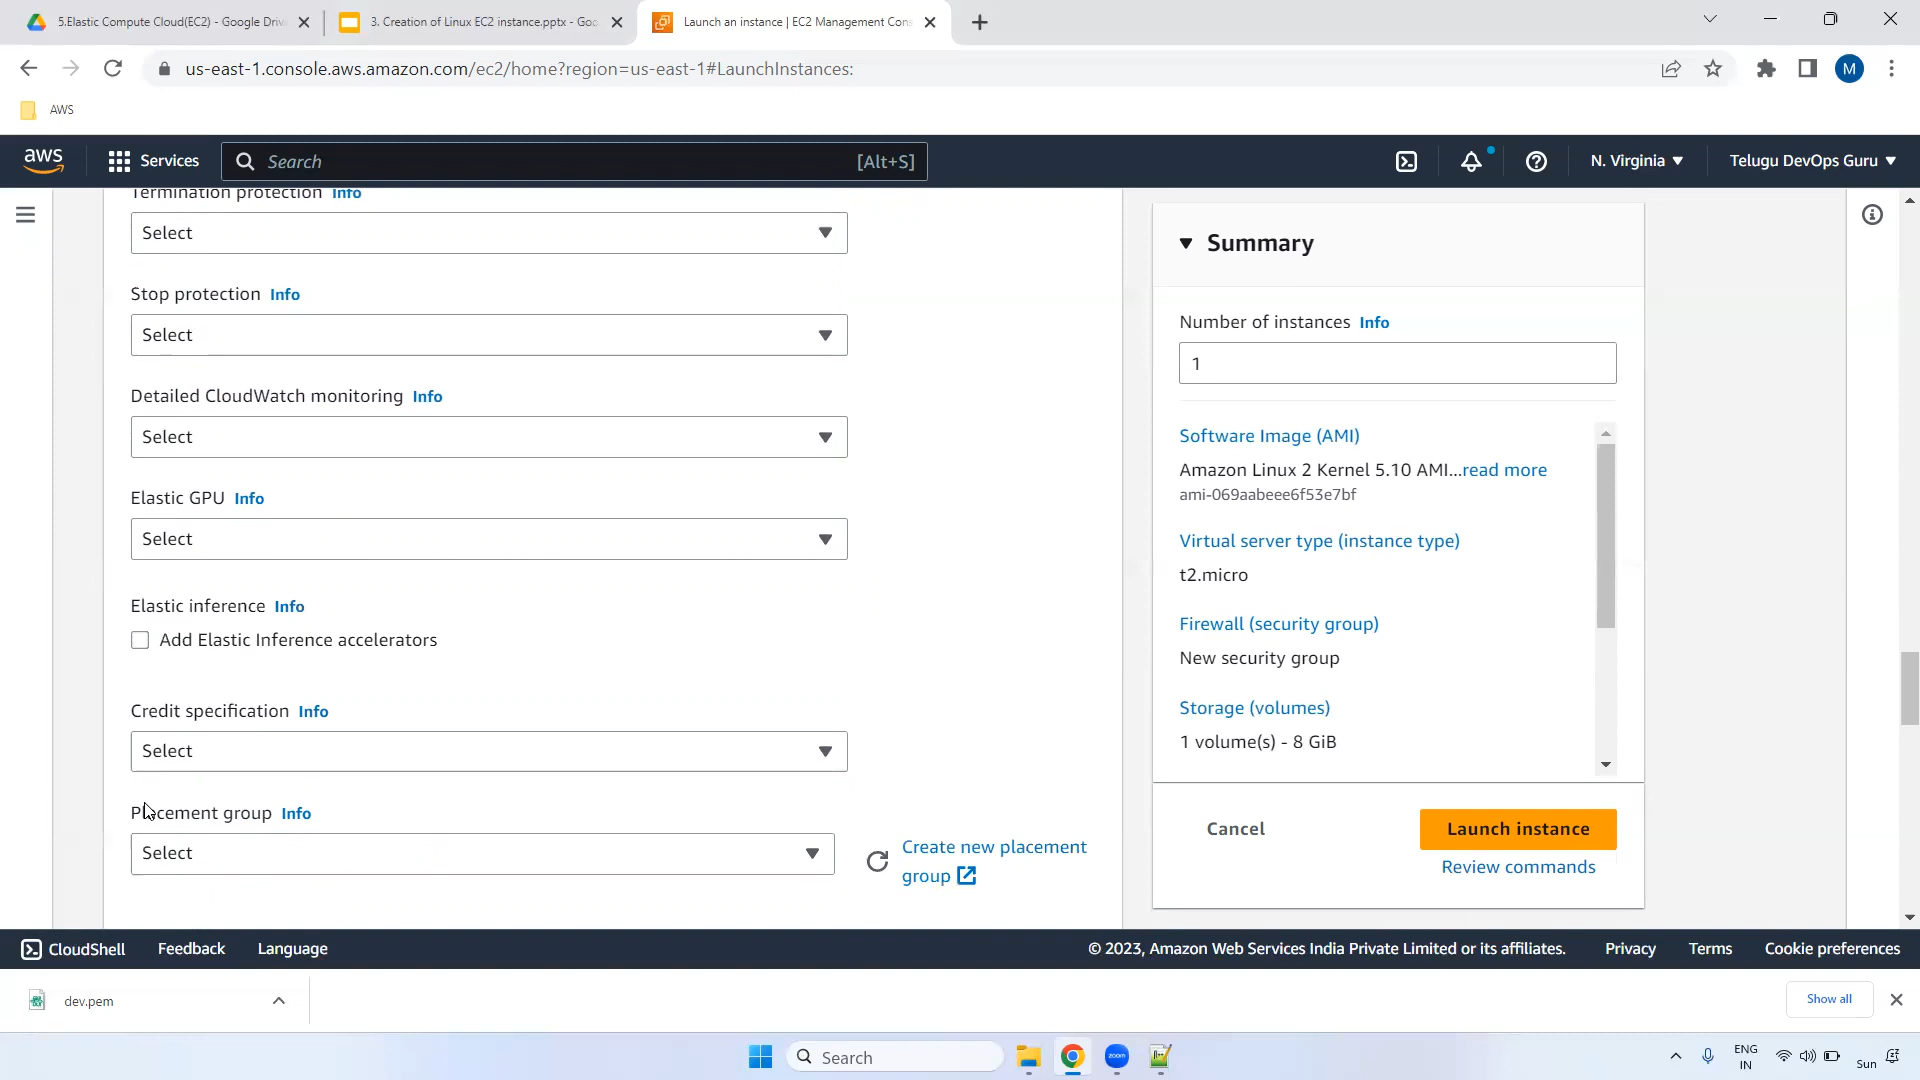 5.Elastic Compute Cloud(EC2) - Google Driv
3. Creation of Linux EC2 instance.pptx - Goo
Launch an instance | EC2 Management Cons
us-east-1.console.aws.amazon.com/ec2/home?region=us-east-1#LaunchInstances:
M
AWS
aws
Services
Search
[Alt+S]
N. Virginia
Telugu DevOps Guru
Termination protection Info
Select
Stop protection Info
Select
Detailed CloudWatch monitoring Info
Select
Elastic GPU Info
Select
Elastic inference Info
Add Elastic Inference accelerators
Credit specification Info
Select
Placement group Info
Select
Create new placement
group
Summary
Number of instances Info
1
Software Image (AMI)
Amazon Linux 2 Kernel 5.10 AMI...read more
ami-069aabeee6f53e7bf
Virtual server type (instance type)
t2.micro
Firewall (security group)
New security group
Storage (volumes)
1 volume(s) - 8 GiB
Cancel
Launch instance
Review commands
CloudShell
Feedback
Language
© 2023, Amazon Web Services India Private Limited or its affiliates.
Privacy
Terms
Cookie preferences
dev.pem
Show all
Search
zoom
ENG
IN
Sun